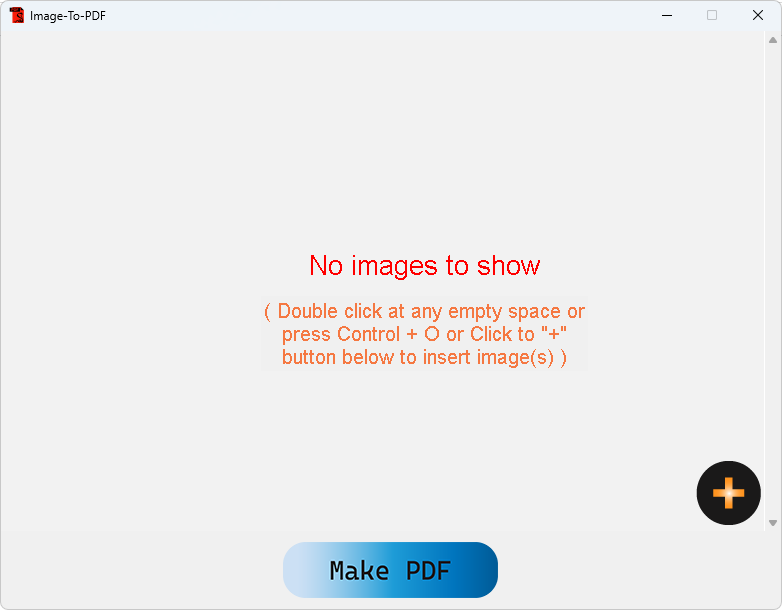 Image-To-PDF
No images to show
( Double click at any empty space or
press Control + O or Click to "+"
button below to insert image(s) )
Make PDF